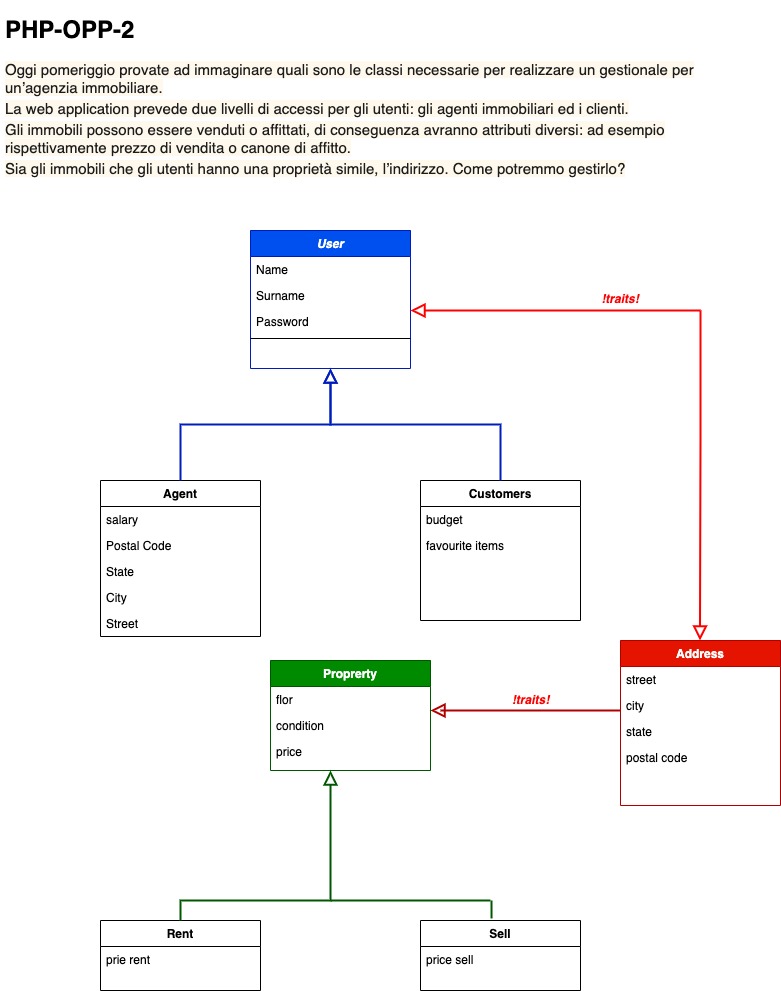 PHP-OPP-2
Oggi pomeriggio provate ad immaginare quali sono le classi necessarie per realizzare un gestionale per
un'agenzia immobiliare.
La web application prevede due livelli di accessi per gli utenti: gli agenti immobiliari ed i clienti.
Gli immobili possono essere venduti o affittati, di conseguenza avranno attributi diversi: ad esempio
rispettivamente prezzo di vendita o canone di affitto.
Sia gli immobili che gli utenti hanno una proprietà simile, l'indirizzo. Come potremmo gestirlo?
User
Name
Surname
Password
!traits!
Agent
salary
Postal Code
State
City
Street
Customers
budget
favourite items
Address
street
city
state
postal code
!traits!
Proprerty
flor
condition
price
Rent
prie rent
Sell
price sell